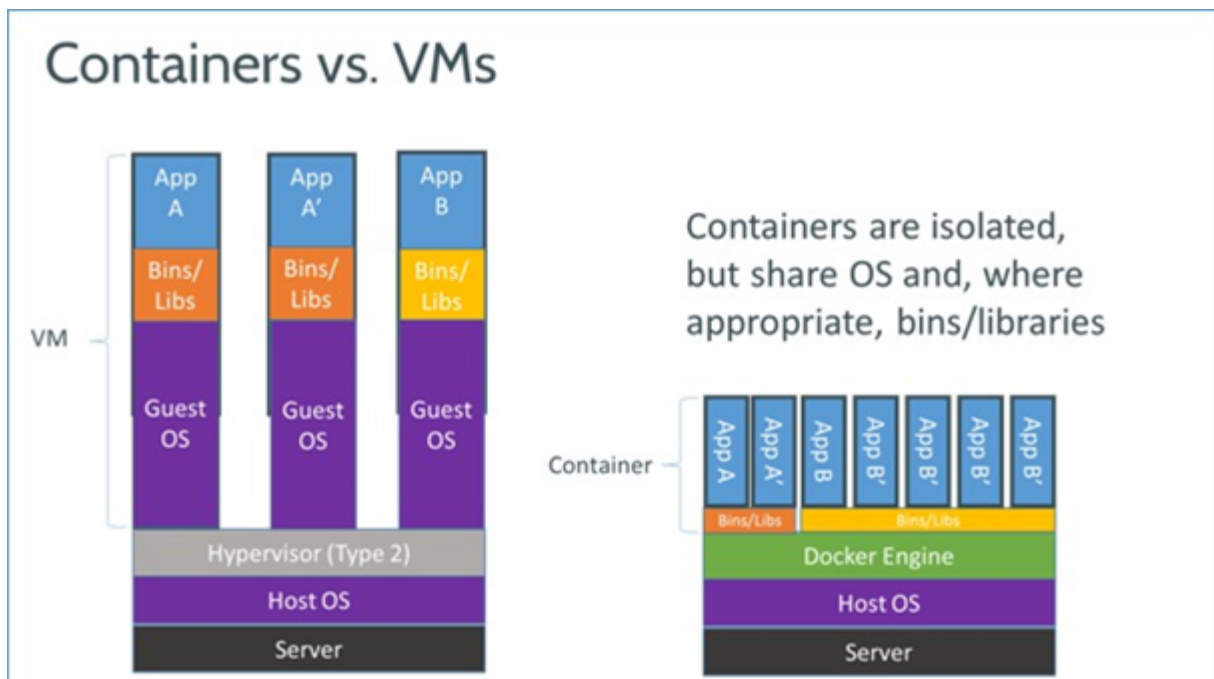 Containers vs. VMs
VM
App
A
Bins/
Libs
Guest
OS
App
A’
Bins/
Libs
Guest
OS
App
B
Bins/
Libs
Guest
OS
Hypervisor (Type 2)
Host OS
Server
Containers are isolated,
but share OS and, where
appropriate, bins/libraries
Container
App A
App A’
App B
App B’
App B’
App B’
App B’
Bins/Libs
Bins/Libs
Docker Engine
Host OS
Server